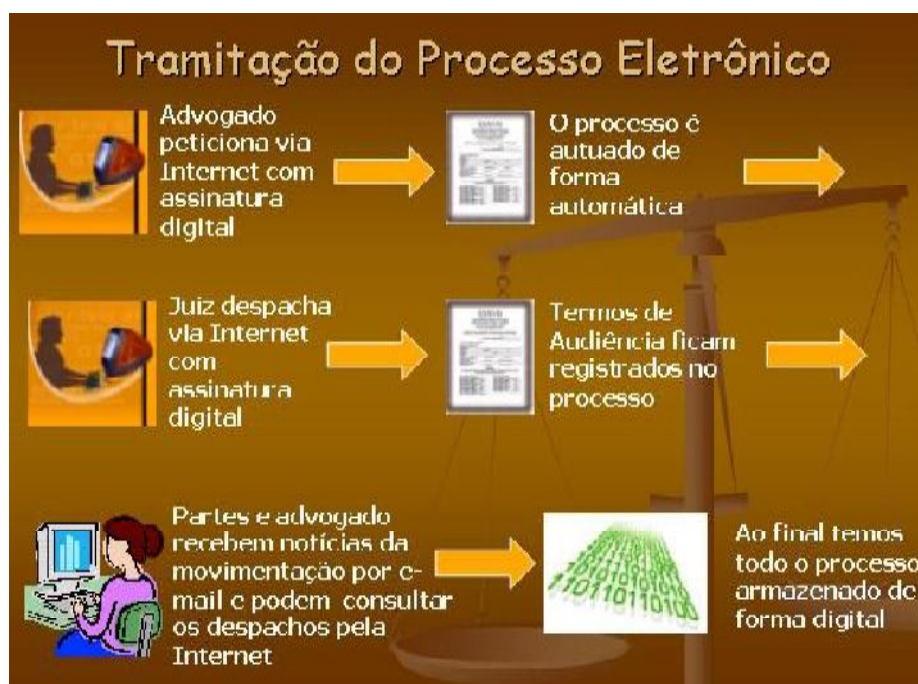 Tramitação do Processo Eletrônico
Advogado
peticiona via
Internet com
assinatura
digital
O processo é
autuado de
forma
automática
Juiz despacha
via Internet
com
assinatura
digital
Termos de
Audiência ficam
registrados no
processo
Partes e advogado
recebem notícias da
movimentação por e-
mail e podem consultar
os despachos pela
Internet
Ao final temos
todo o processo
armazenado de
forma digital